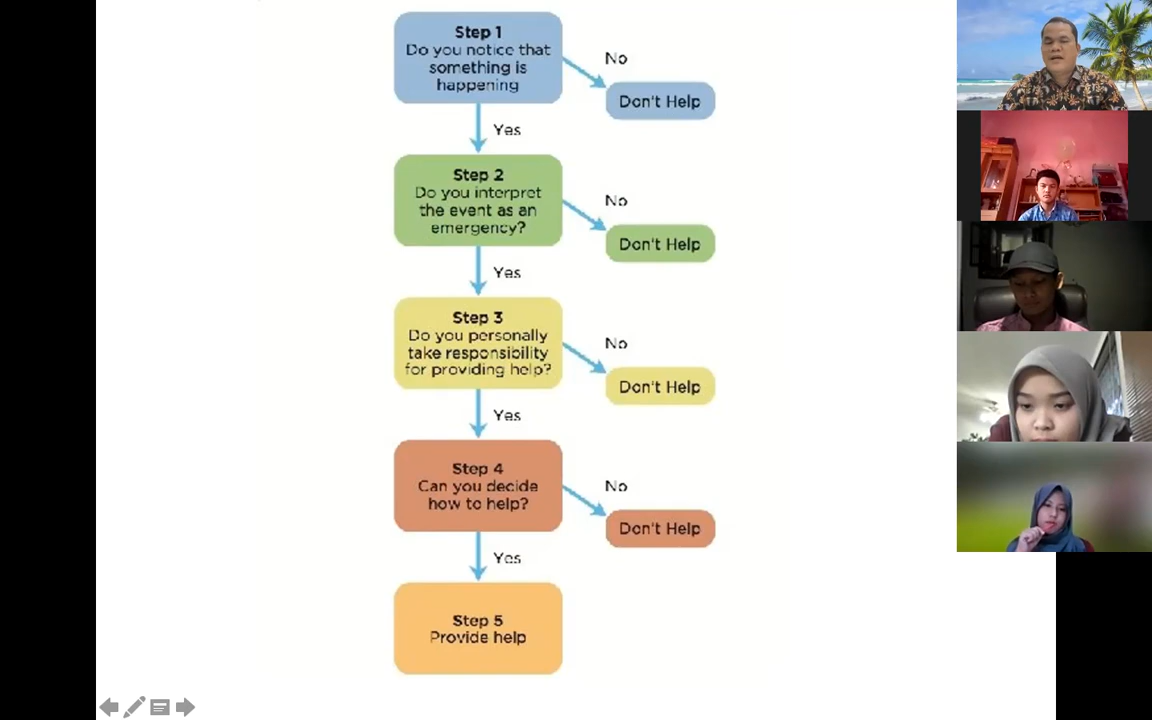 Step 1
Do you notice that
something is
happening
No
Don't Help
Yes
Step 2
Do you interpret
the event as an
emergency?
No
Don't Help
Yes
Step 3
Do you personally
take responsibility
for providing help?
No
Don't Help
Yes
Step 4
Can you decide
how to help?
No
Don't Help
Yes
Step 5
Provide help